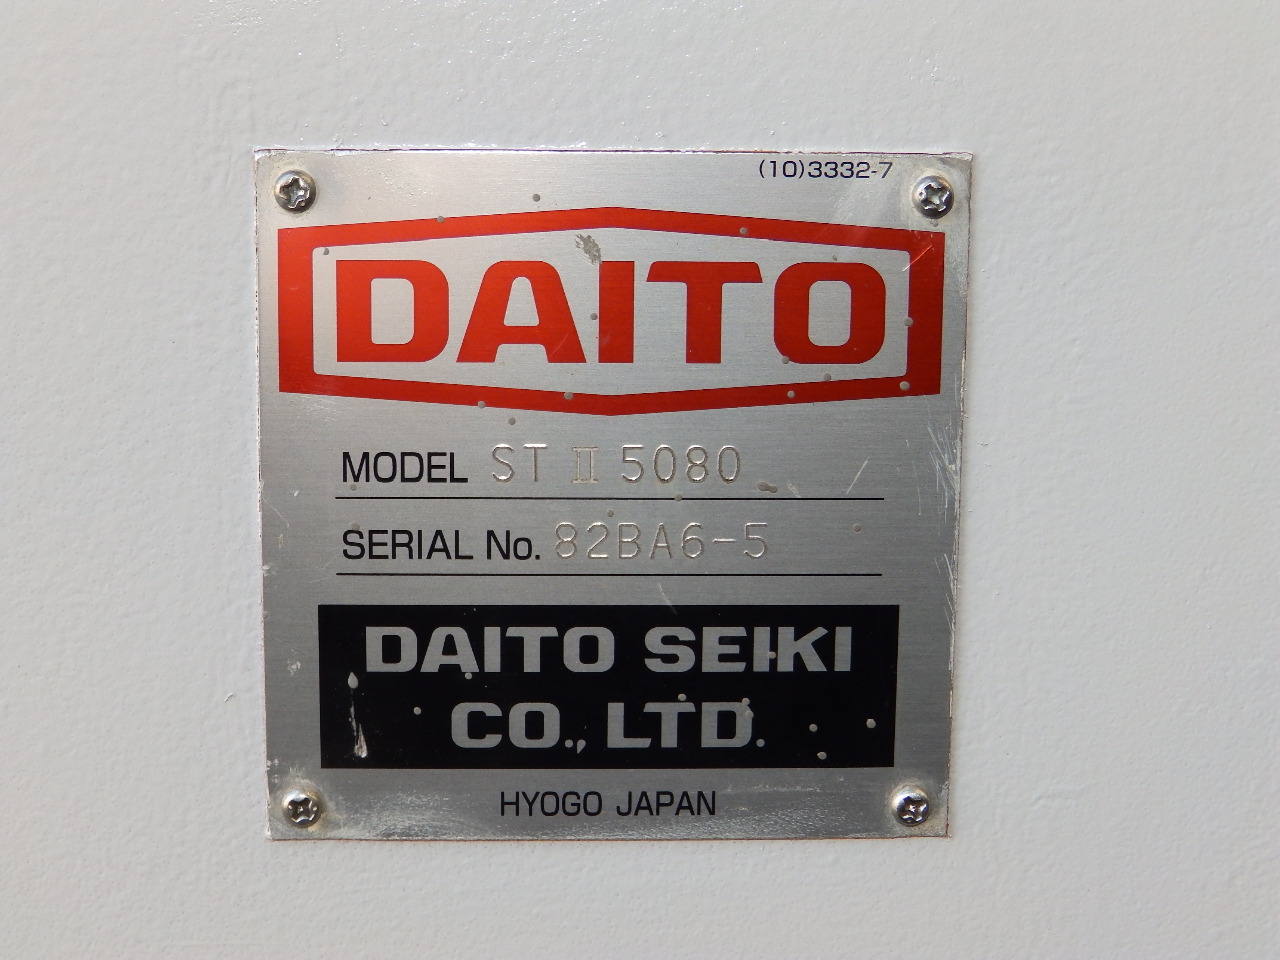 (10)3332-7
DAITO
MODEL ST II 5080
SERIAL No. 82BA6-5
DAITO SEIKI
CO., LTD.
HYOGO JAPAN